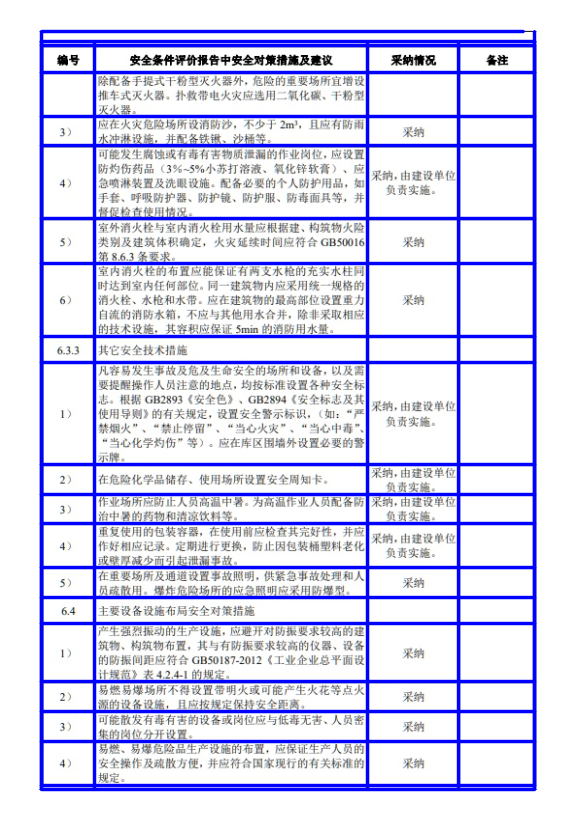 编号 安全条件评价报告中安全对策措施及建议 采纳情况 备注
除配备手提式干粉型灭火器外，危险的重要场所宜增设
推车式灭火器。扑救带电火灾应选用二氧化碳、干粉型
灭火器。
3） 应在火灾危险场所设消防沙，不少于 2m³，且应有防雨
水冲淋设施，并配备铁锹、沙桶等。 采纳
可能发生腐蚀或有毒有害物质泄漏的作业岗位，应设置
防灼伤药品（3%~5%小苏打溶液、氧化锌软膏）、应
4） 急喷淋装置及洗眼设施。配备必要的个人防护用品，如 采纳，由建设单位
手套、呼吸防护器、防护镜、防护服、防毒面具等，并 负责实施。
督促检查使用情况。
室外消火栓与室内消火栓用水量应根据建、构筑物火险
5） 类别及建筑体积确定，火灾延续时间应符合 GB50016 采纳
第 8.6.3 条要求。
室内消火栓的布置应能保证有两支水枪的充实水柱同
时达到室内任何部位。同一建筑物内应采用统一规格的
6） 消火栓、水枪和水带。应在建筑物的最高部位设置重力 采纳
自流的消防水箱，不应与其他用水合并，除非采取相应
的技术设施，其容积应保证 5min 的消防用水量。
6.3.3 其它安全技术措施
凡容易发生事故及危及生命安全的场所和设备，以及需
要提醒操作人员注意的地点，均按标准设置各种安全标
志。根据 GB2893《安全色》、GB2894《安全标志及其
1） 使用导则》的有关规定，设置安全警示标识，（如：“严 采纳，由建设单位
禁烟火”、“禁止停留”、“当心火灾”、“当心中毒”、 负责实施。
“当心化学灼伤”等）。应在库区围墙外设置必要的警
示牌。
2） 在危险化学品储存、使用场所设置安全周知卡。 采纳，由建设单位
负责实施。
3） 作业场所应防止人员高温中暑。为高温作业人员配备防 采纳，由建设单位
治中暑的药物和清凉饮料等。 负责实施。
重复使用的包装容器，在使用前应检查其完好性，并应
4） 作好相应记录。定期进行更换，防止因包装桶塑料老化 采纳，由建设单位
或壁厚减少而引起泄漏事故。 负责实施。
5） 在重要场所及通道设置事故照明，供紧急事故处理和人
员疏散用。爆炸危险场所的应急照明应采用防爆型。 采纳
6.4 主要设备设施布局安全对策措施
产生强烈振动的生产设施，应避开对防振要求较高的建
1） 筑物、构筑物布置，其与有防振要求较高的仪器、设备 采纳
的防振间距应符合 GB50187-2012《工业企业总平面设
计规范》表 4.2.4-1 的规定。
2） 易燃易爆场所不得设置带明火或可能产生火花等点火
源的设备设施，且应按规定保持安全距离。 采纳
3） 可能散发有毒有害的设备或岗位应与低毒无害、人员密
集的岗位分开设置。 采纳
易燃、易爆危险品生产设施的布置，应保证生产人员的
4） 安全操作及疏散方便，并应符合国家现行的有关标准的 采纳
规定。